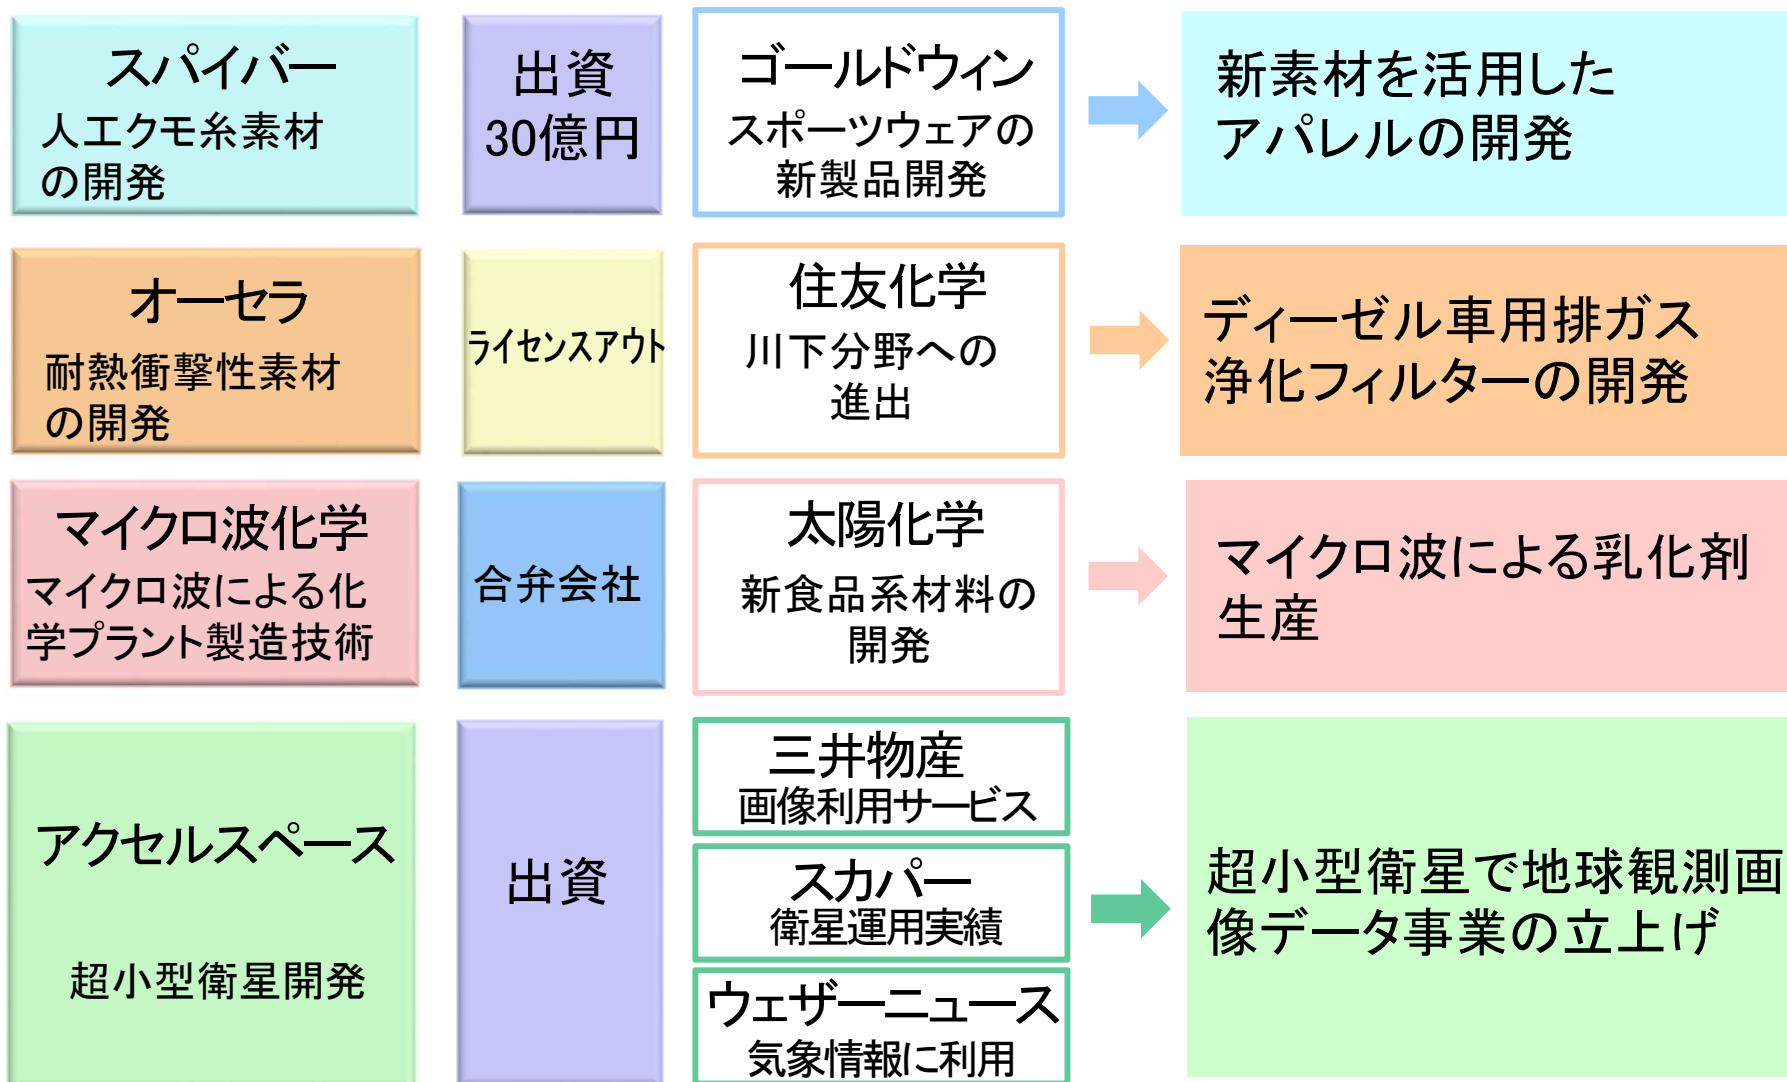 スパイバー
人工クモ糸素材
の開発
出資
30億円
ゴールドウィン
スポーツウェアの
新製品開発
新素材を活用した
アパレルの開発
オーセラ
耐熱衝撃性素材
の開発
ライセンスアウト
住友化学
川下分野への
進出
ディーゼル車用排ガス
浄化フィルターの開発
マイクロ波化学
マイクロ波による化
学プラント製造技術
合弁会社
太陽化学
新食品系材料の
開発
マイクロ波による乳化剤
生産
アクセルスペース
超小型衛星開発
出資
三井物産
画像利用サービス
スカパー
衛星運用実績
ウェザーニュース
気象情報に利用
超小型衛星で地球観測画
像データ事業の立上げ